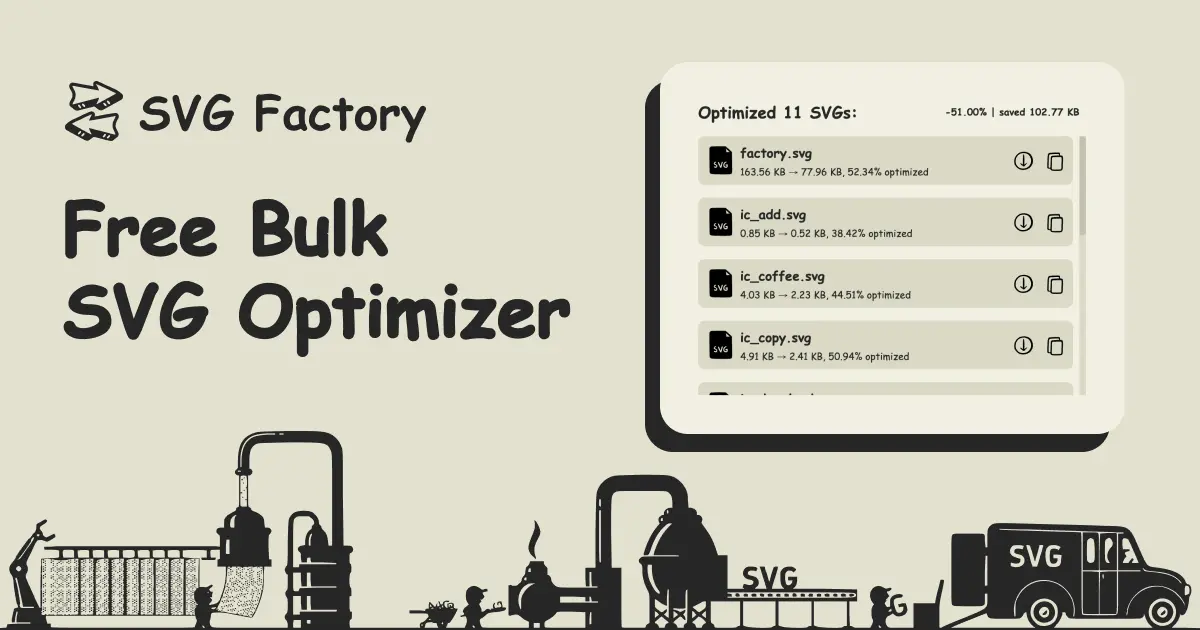 SVG Factory
Free Bulk
SVG Optimizer
Optimized 11 SVGs:
-51.00% | saved 102.77 KB
SVG
factory.svg
163.56 KB → 77.96 KB, 52.34% optimized
SVG
ic_add.svg
0.85 KB → 0.52 KB, 38.42% optimized
SVG
ic_coffee.svg
4.03 KB → 2.23 KB, 44.51% optimized
SVG
ic_copy.svg
4.91 KB → 2.41 KB, 50.94% optimized
SVG
G
SVG